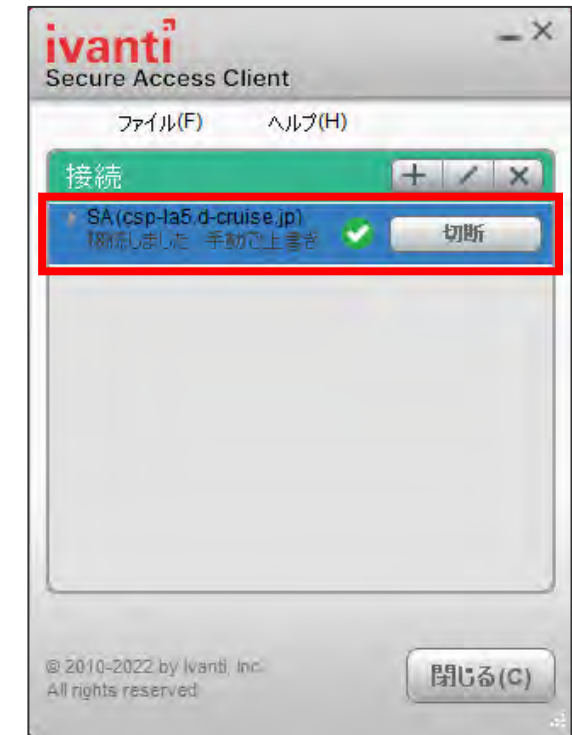 ivanti
Secure Access Client
ファイル(F) ヘルプ(H)
接続
SA(csp-la5.d-cruise.jp)
接続しました 手動で上書き
切断
© 2010-2022 by Ivanti, Inc.
All rights reserved
閉じる(C)